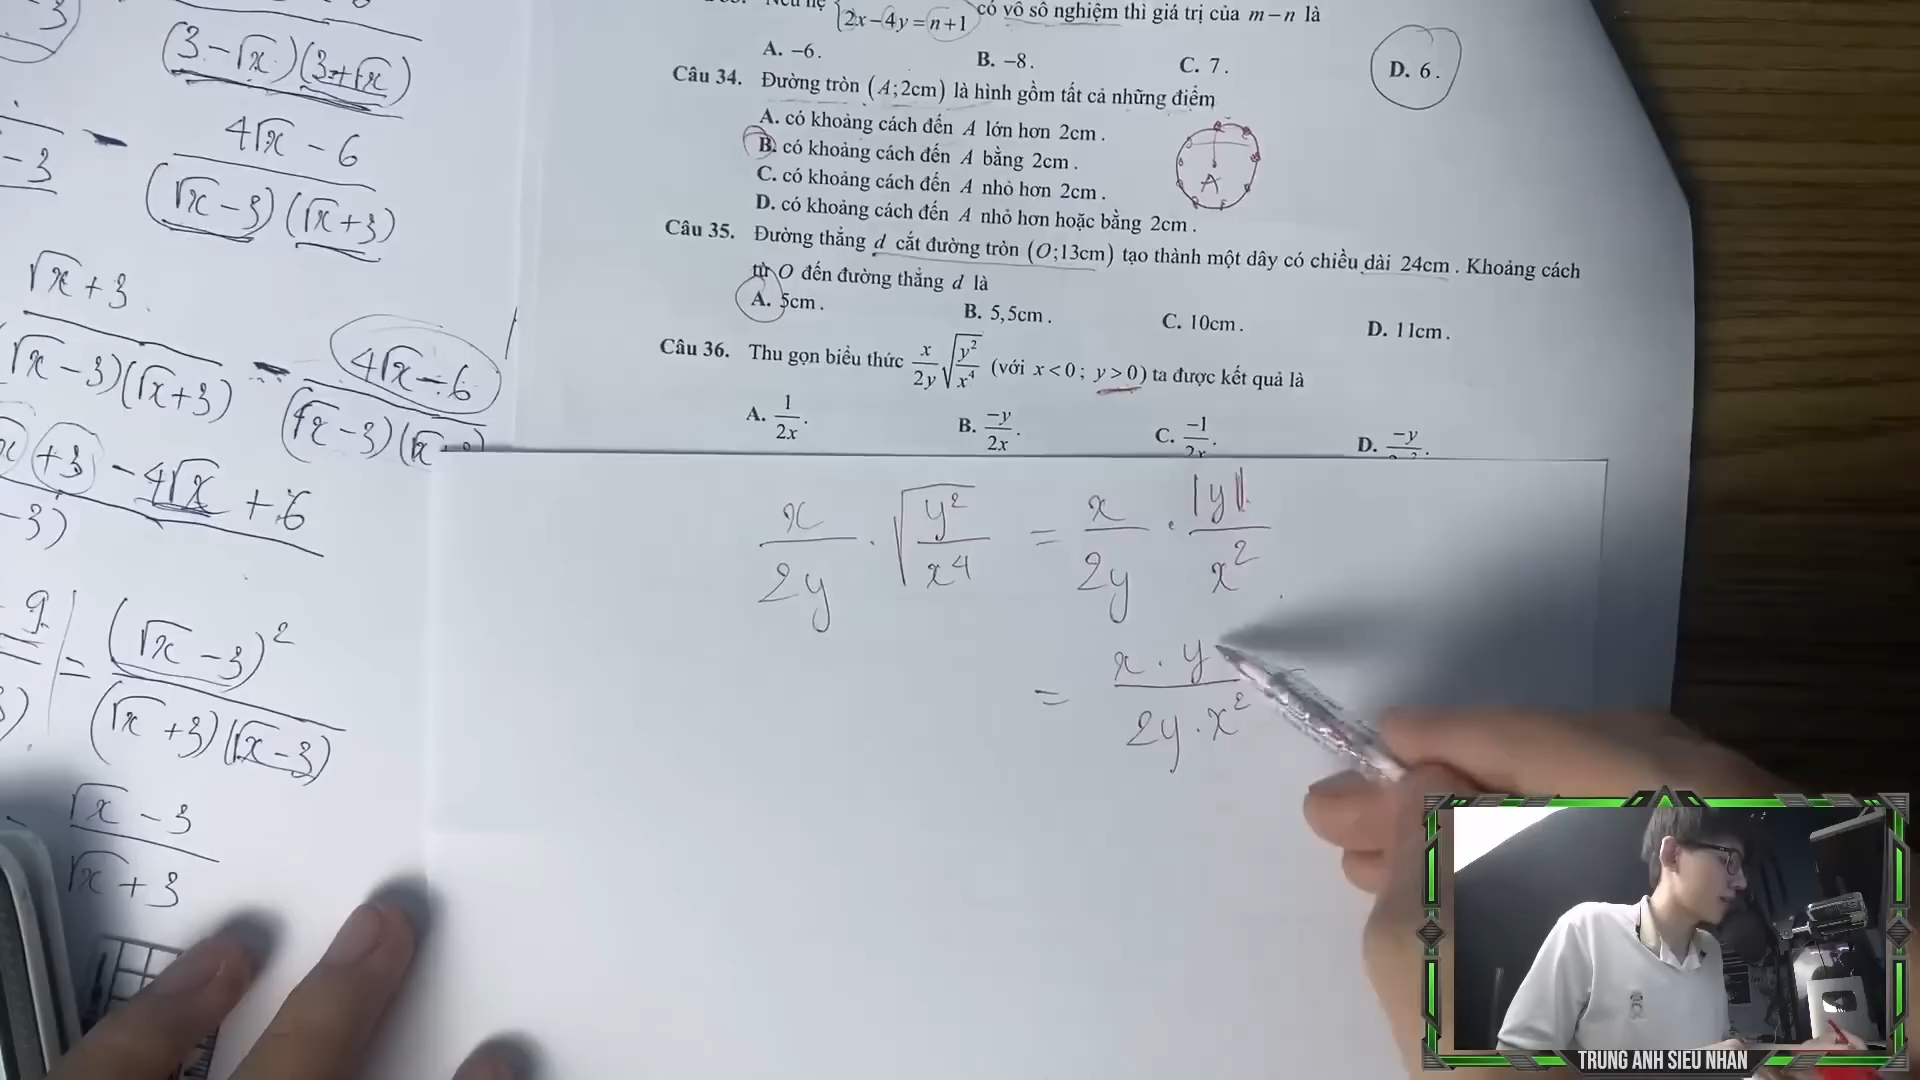 {2x−4y=n+1 có vô số nghiệm thì giá trị của m−n là
A. −6. B. −8. C. 7. D. 6.
Câu 34. Đường tròn (A;2cm) là hình gồm tất cả những điểm
A. có khoảng cách đến A lớn hơn 2cm.
B. có khoảng cách đến A bằng 2cm.
C. có khoảng cách đến A nhỏ hơn 2cm.
D. có khoảng cách đến A nhỏ hơn hoặc bằng 2cm.
A
Câu 35. Đường thẳng d cắt đường tròn (O;13cm) tạo thành một dây có chiều dài 24cm. Khoảng cách
từ O đến đường thẳng d là
A. 5cm. B. 5,5cm. C. 10cm. D. 11cm.
Câu 36. Thu gọn biểu thức x/2y √(y²/x⁴) (với x<0; y>0) ta được kết quả là
A. 1/2x. B. −y/2x. C. −1/2x. D. −y
x/2y · √(y²/x⁴) = x/2y · |y|/x²
= x·y/2y·x²
(3−√x)(3+√x)
−3 − (4√x − 6)/((√x−3)(√x+3))
(√x+3)/((√x−3)(√x+3)) − (4√x−6)/((√x−3)(√x
+3 − 4√x + 6
−3)
9 = (√x−3)²/((√x+3)(√x−3))
(√x−3)/(√x+3)
TRUNG ANH SIEU NHAN